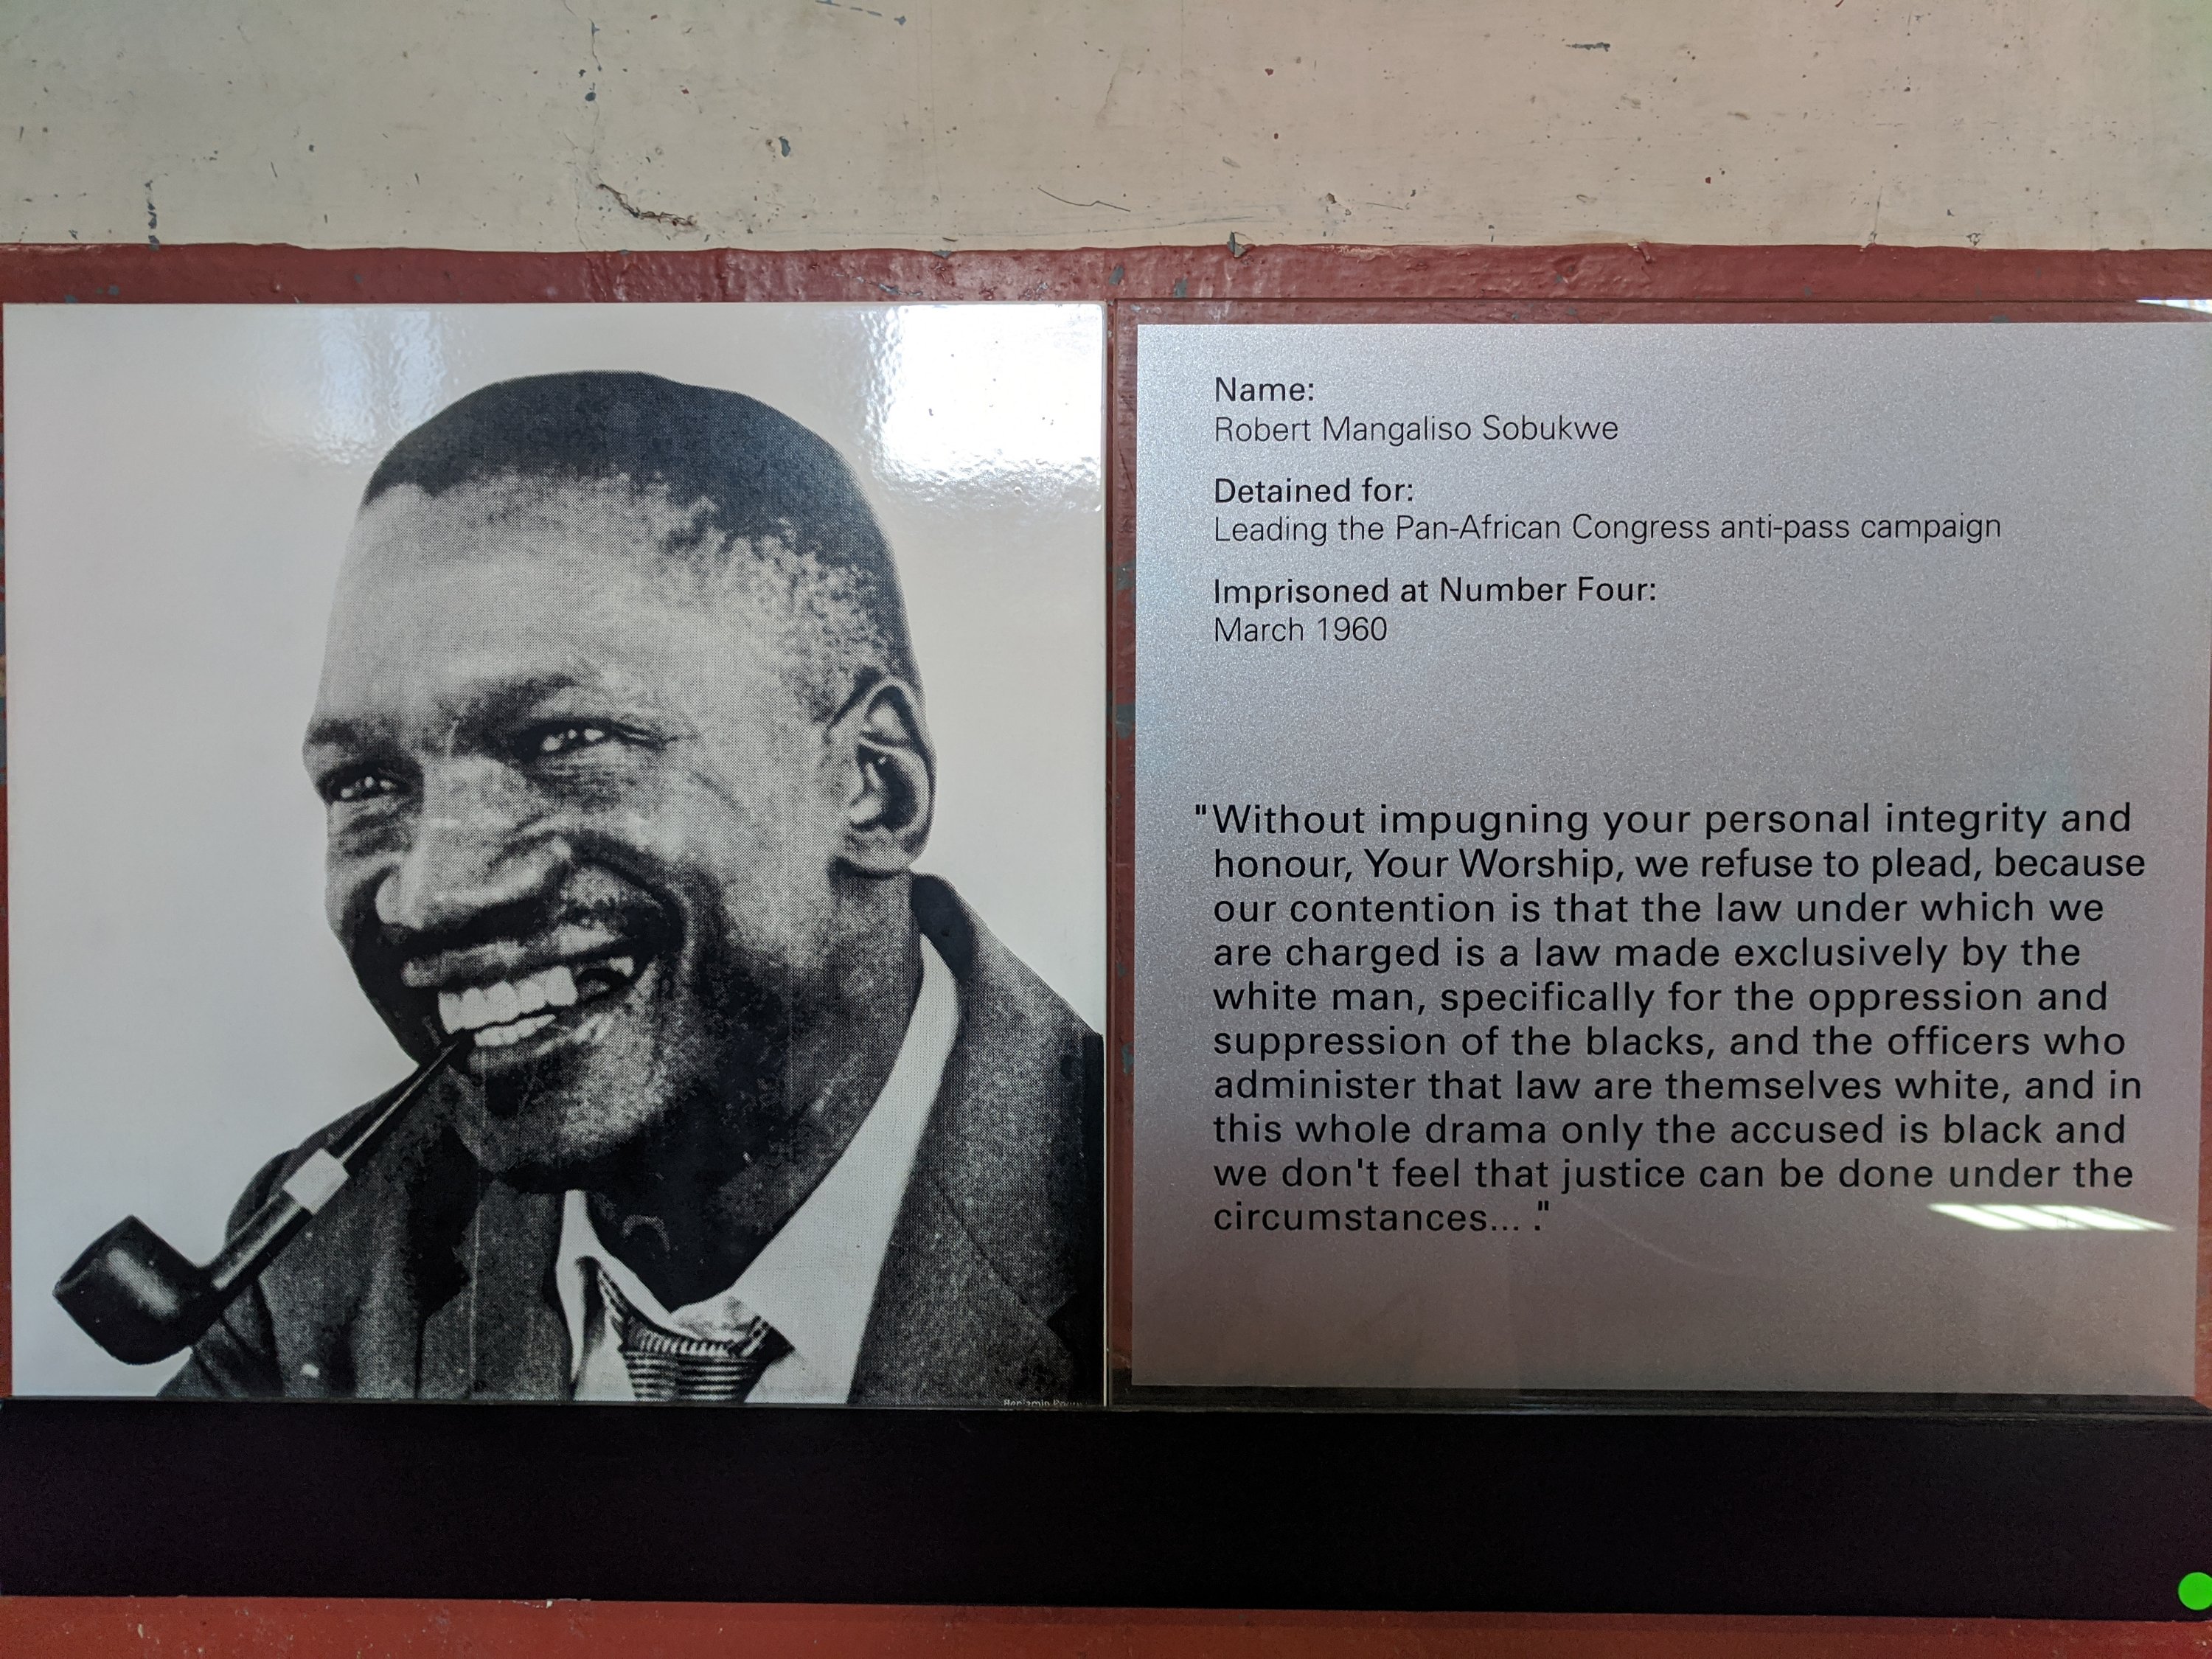 Name:
Robert Mangaliso Sobukwe
Detained for:
Leading the Pan-African Congress anti-pass campaign
Imprisoned at Number Four:
March 1960
"Without impugning your personal integrity and
honour, Your Worship, we refuse to plead, because
our contention is that the law under which we
are charged is a law made exclusively by the
white man, specifically for the oppression and
suppression of the blacks, and the officers who
administer that law are themselves white, and in
this whole drama only the accused is black and
we don't feel that justice can be done under the
circumstances... ."
Benjamin